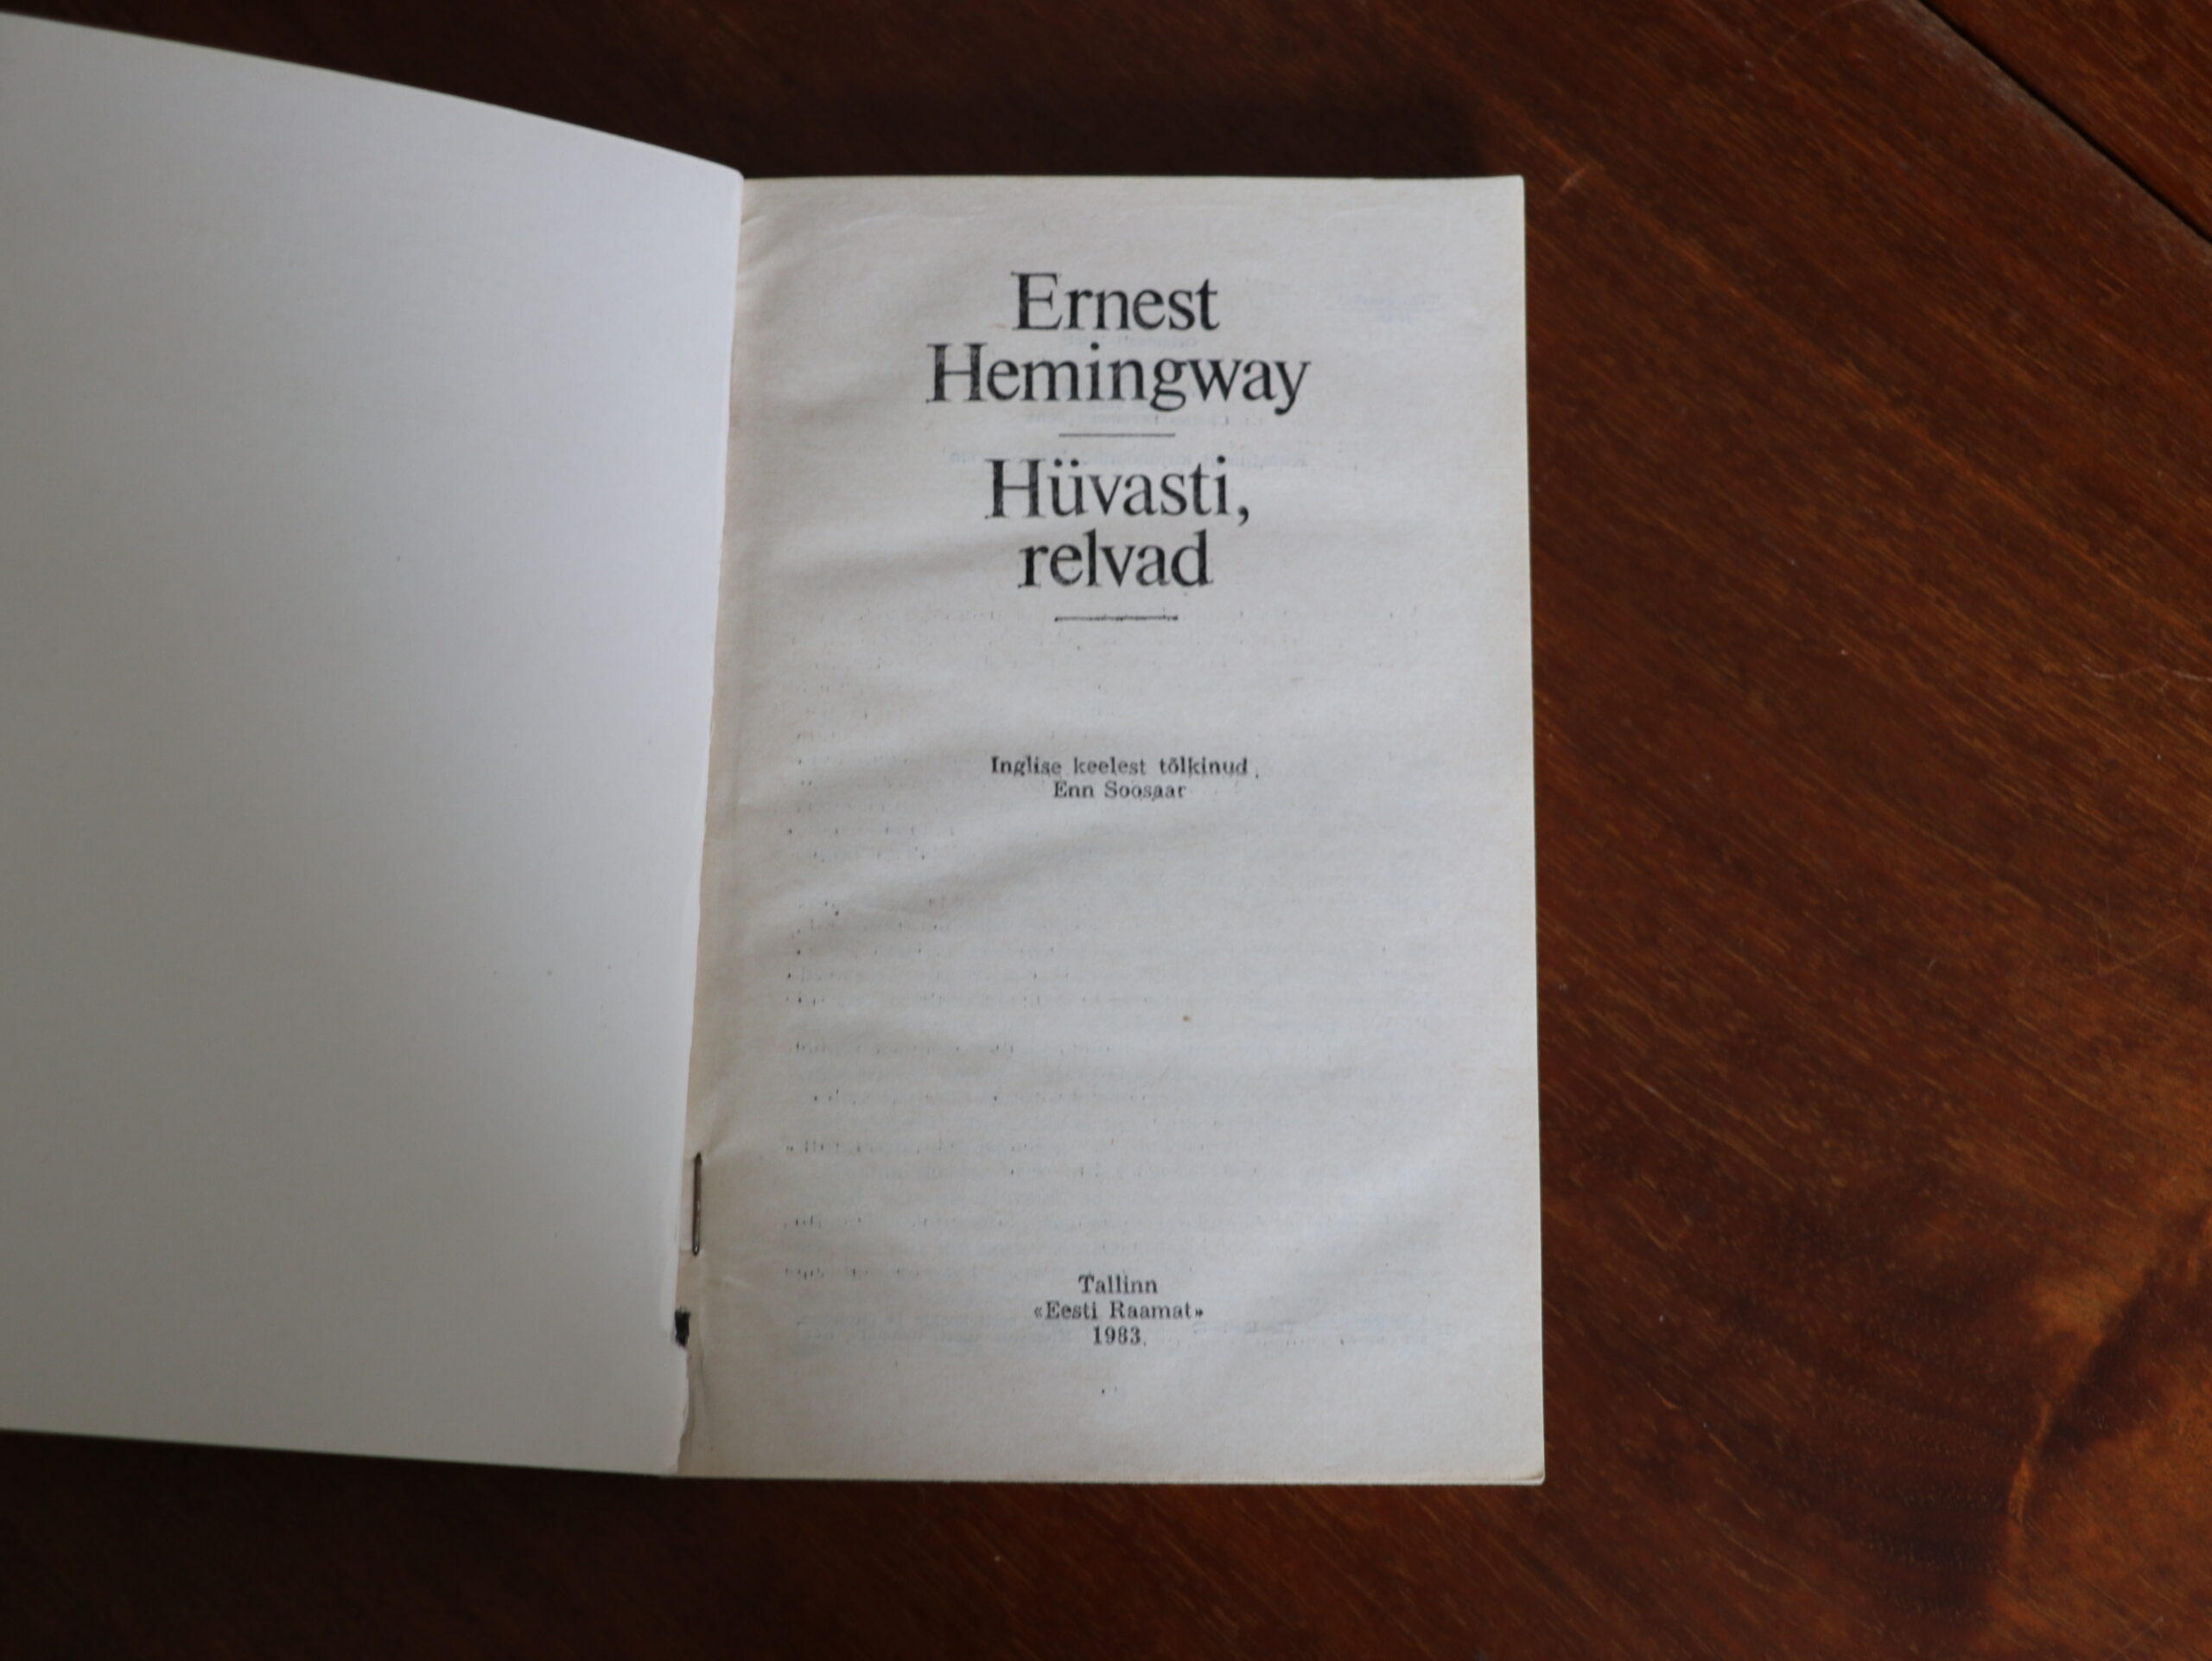 Ernest
Hemingway
Hüvasti,
relvad
Inglise keelest tõlkinud
Enn Soosaar
Tallinn
«Eesti Raamat»
1983